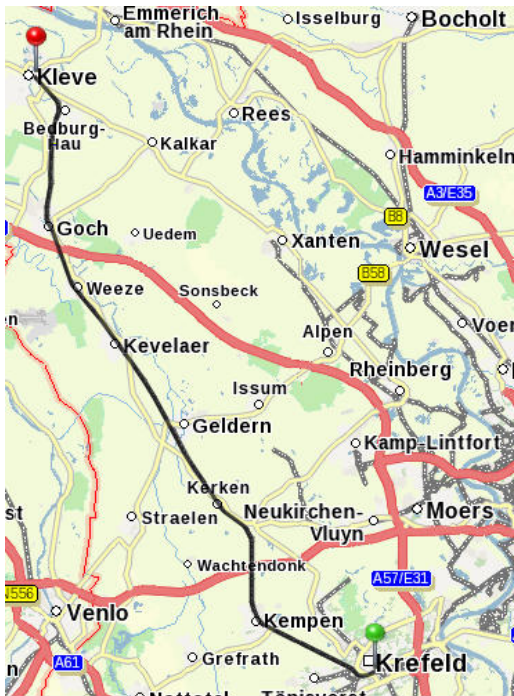 Emmerich
am Rhein
Isselburg
Bocholt
Kleve
Bedburg-
Hau
Rees
Kalkar
Hamminkeln
A3/E35
B8
Goch
Uedem
Xanten
Wesel
B58
Weeze
Sonsbeck
Voer
Kevelaer
Alpen
Rheinberg
Issum
Geldern
Kamp-Lintfort
Kerken
Straelen
Neukirchen-
Vluyn
Moers
st
Wachtendonk
A57/E31
N556
Venlo
Kempen
Krefeld
A61
Grefrath
n